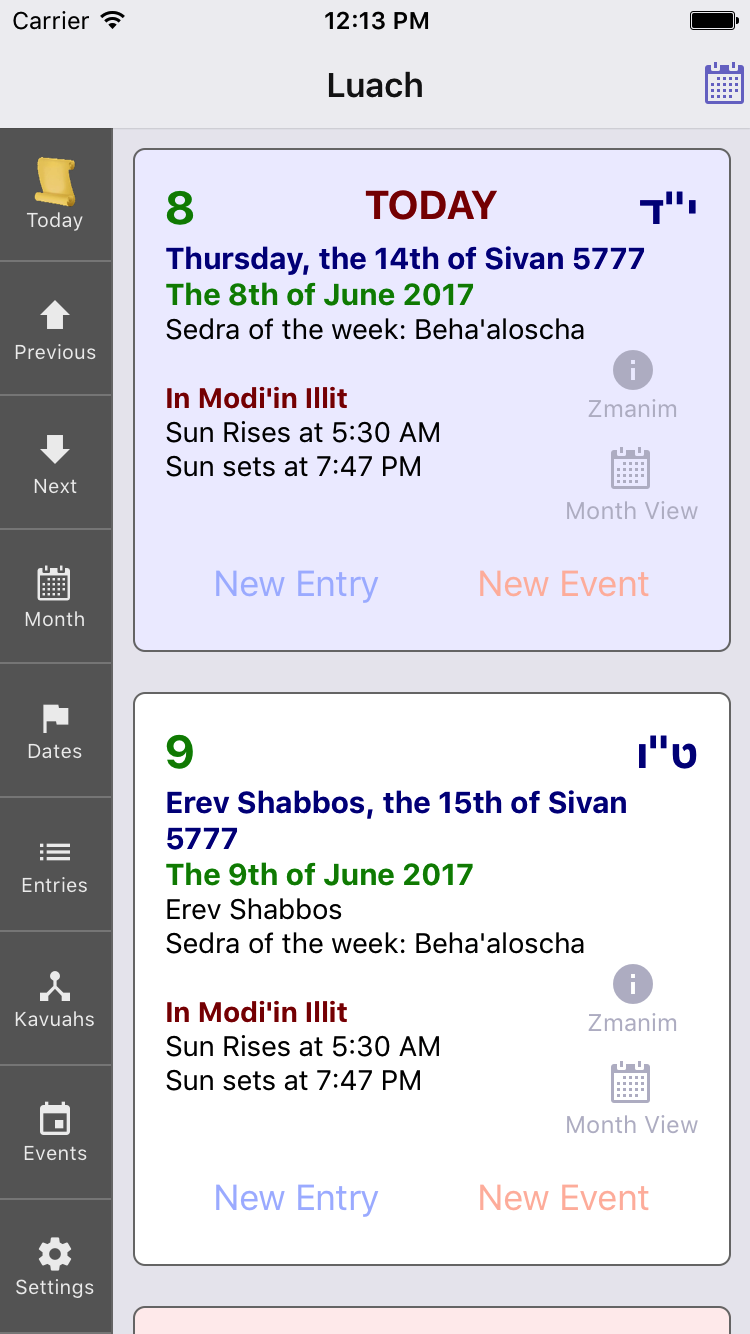 Carrier 12:13 PM
Luach
Today
Previous
Next
Month
Dates
Entries
Kavuahs
Events
Settings
8 TODAY י"ד
Thursday, the 14th of Sivan 5777
The 8th of June 2017
Sedra of the week: Beha'aloscha
In Modi'in Illit
Sun Rises at 5:30 AM
Sun sets at 7:47 PM
Zmanim
Month View
New Entry New Event
9 ט"ו
Erev Shabbos, the 15th of Sivan
5777
The 9th of June 2017
Erev Shabbos
Sedra of the week: Beha'aloscha
In Modi'in Illit
Sun Rises at 5:30 AM
Sun sets at 7:47 PM
Zmanim
Month View
New Entry New Event